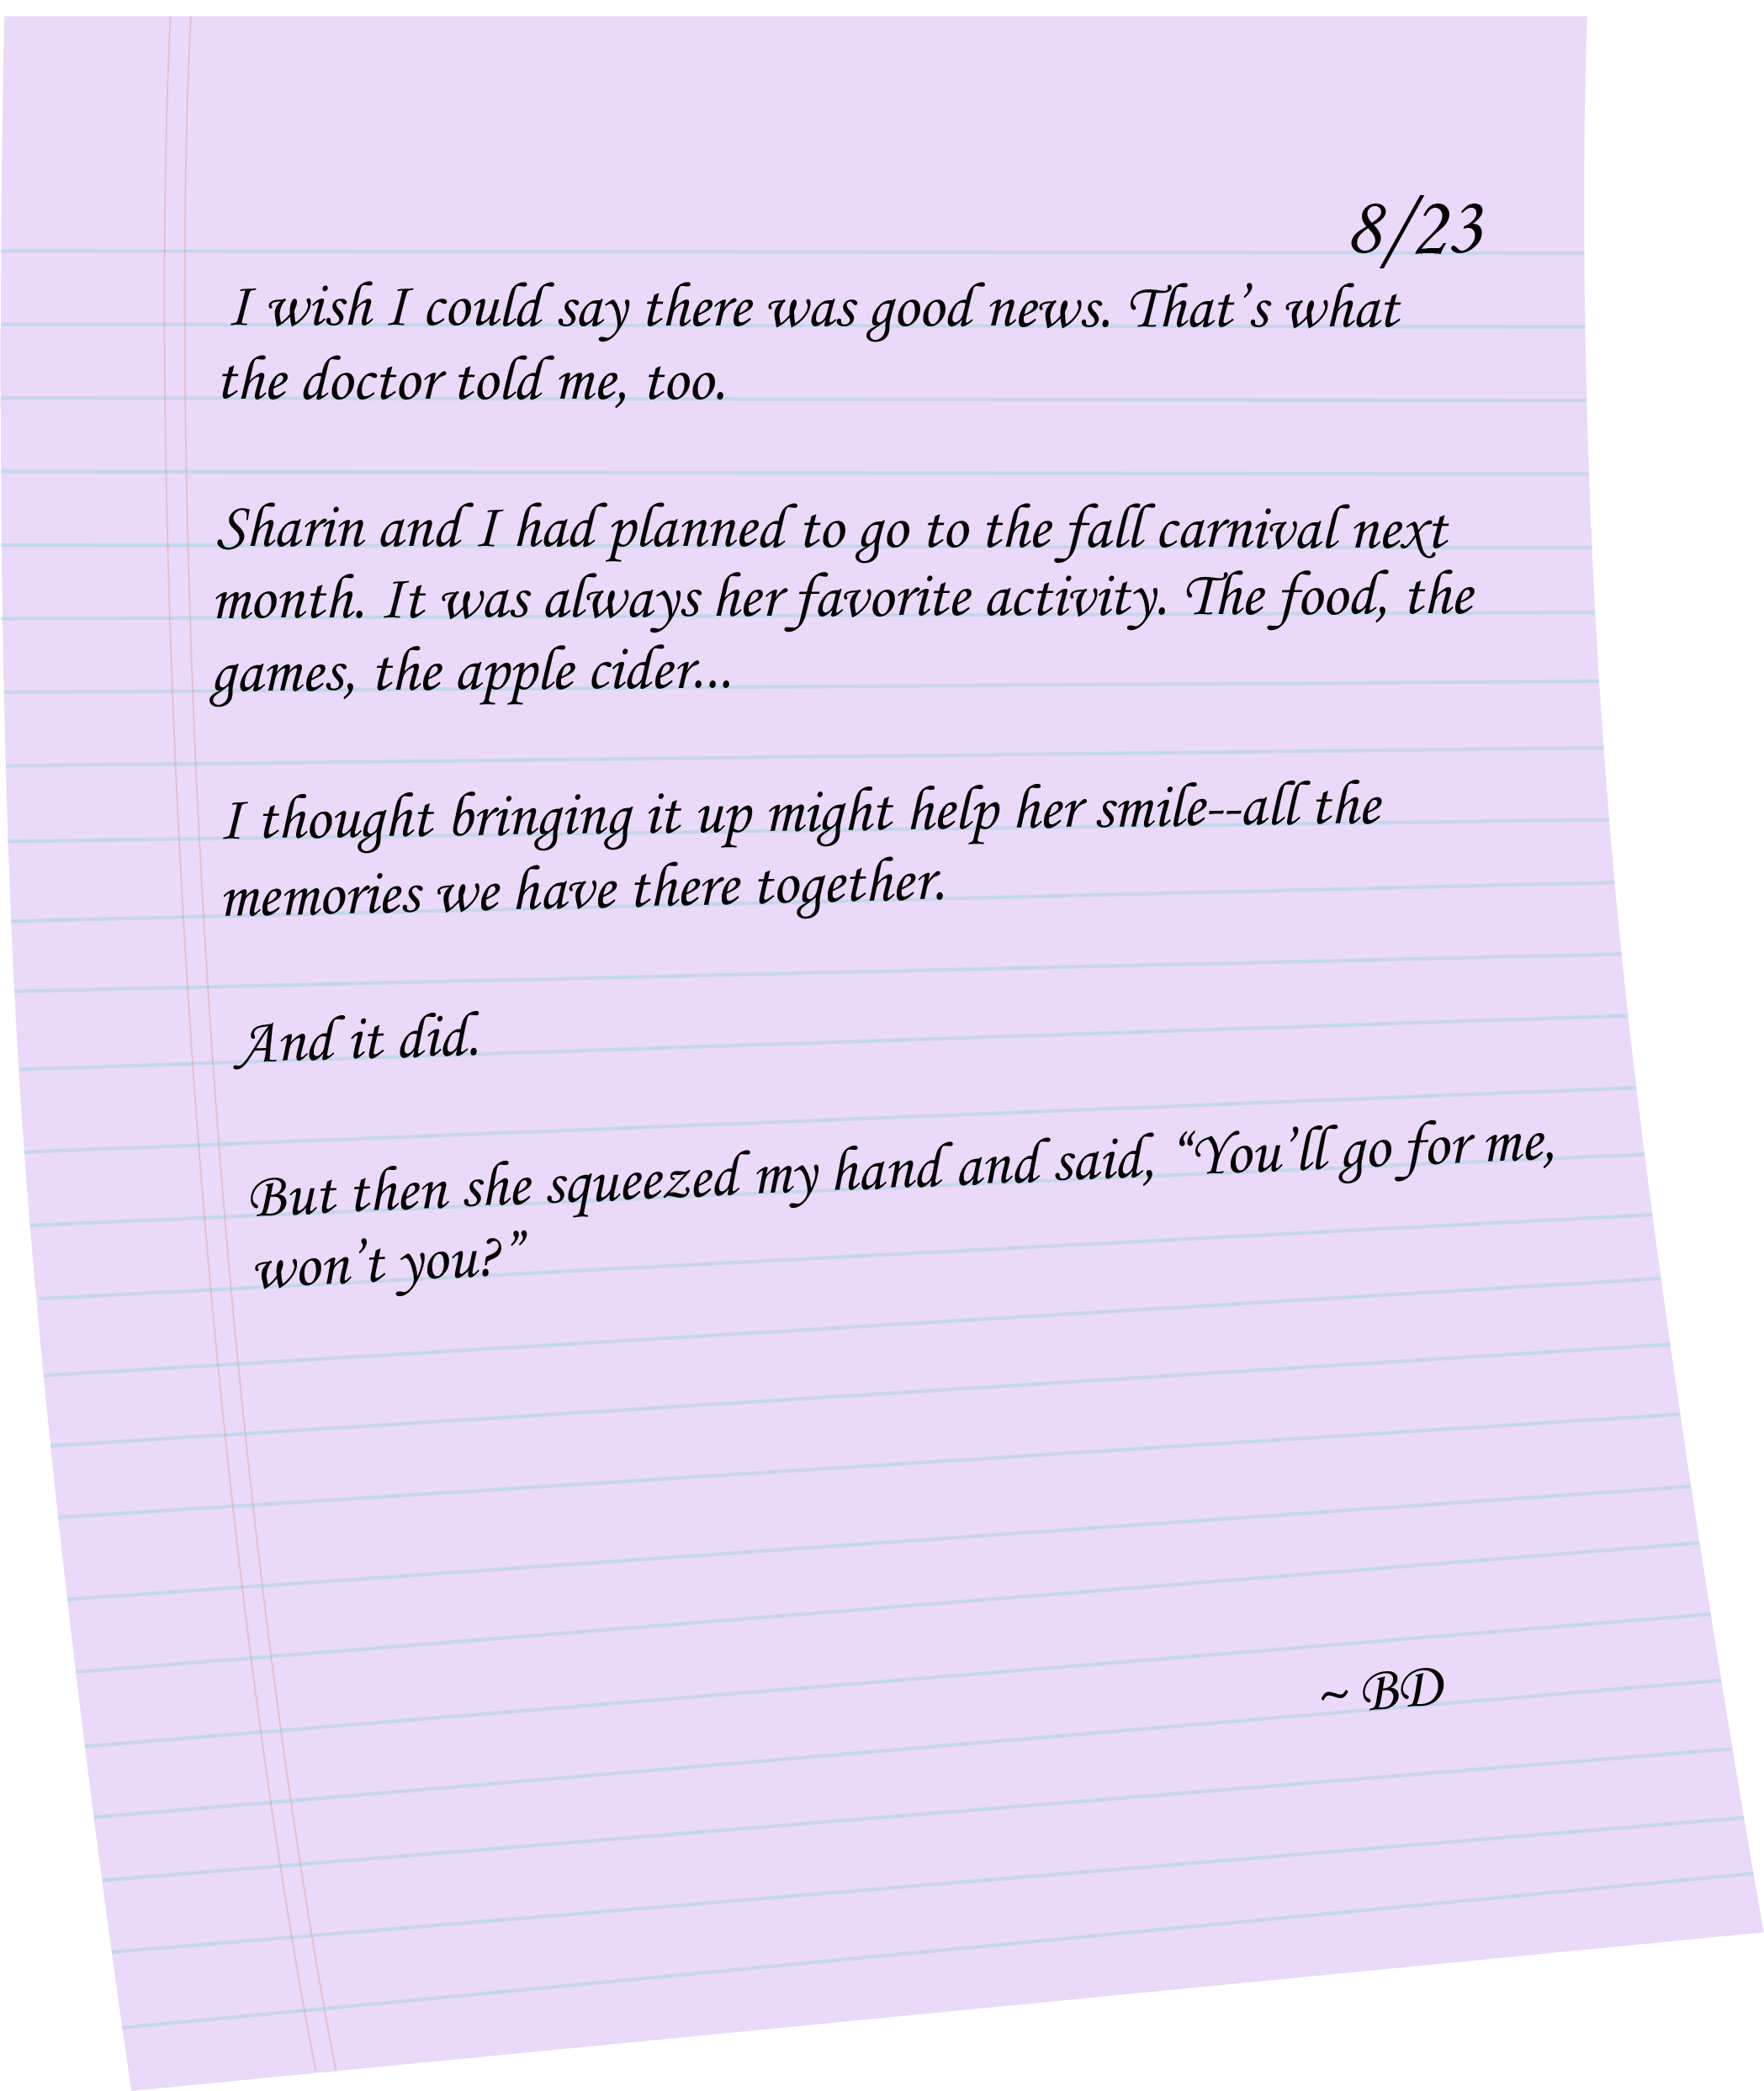 8/23
I wish I could say there was good news. That’s what
the doctor told me, too.
Sharin and I had planned to go to the fall carnival next
month. It was always her favorite activity. The food, the
games, the apple cider...
I thought bringing it up might help her smile--all the
memories we have there together.
And it did.
But then she squeezed my hand and said, “You’ll go for me,
won’t you?”
~ BD